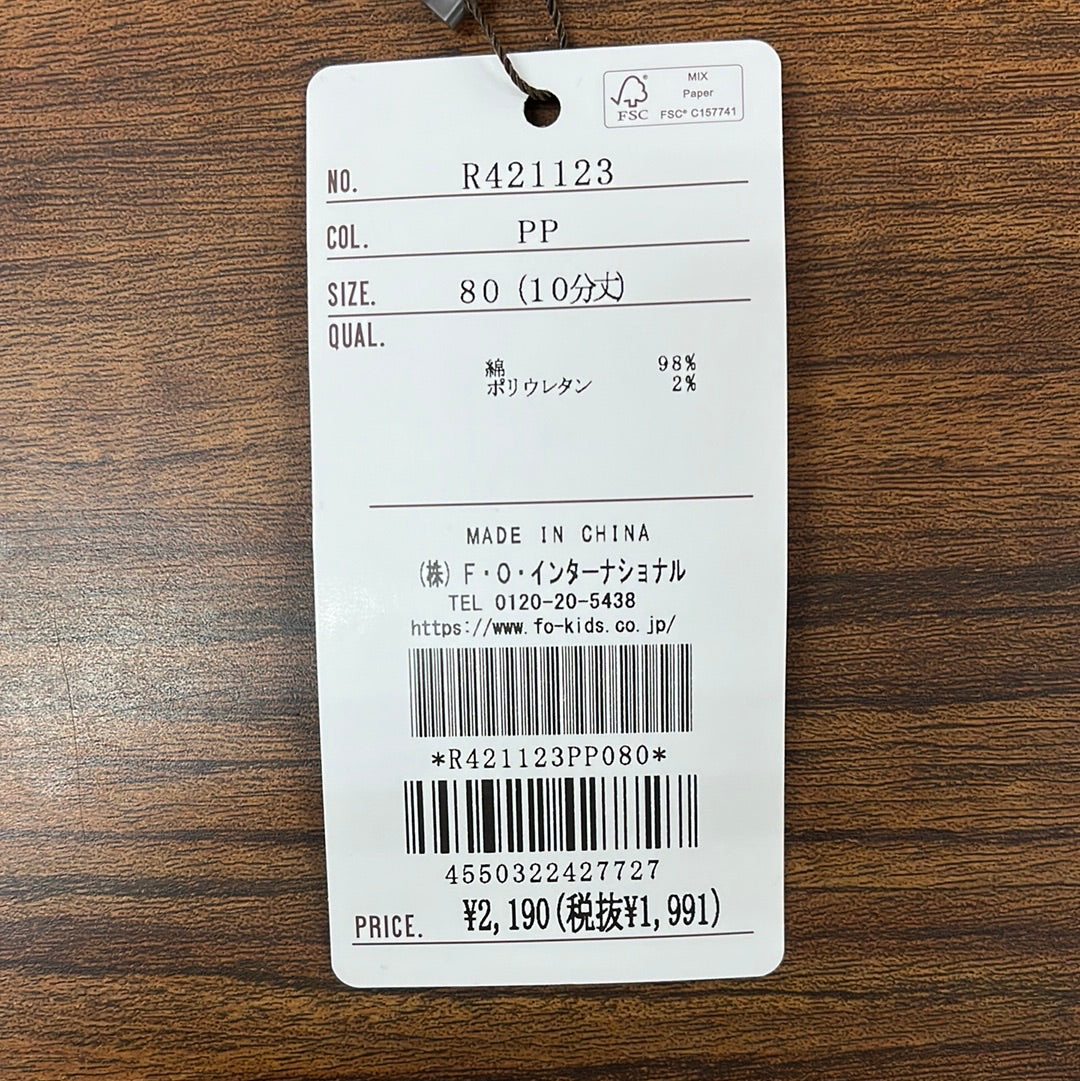 MIX
Paper
FSC® C157741
FSC
NO. R421123
COL. PP
SIZE. 80 (10分丈)
QUAL.
綿 98%
ポリウレタン 2%
MADE IN CHINA
(株) F・O・インターナショナル
TEL 0120-20-5438
https://www.fo-kids.co.jp/
*R421123PP080*
4550322427727
PRICE. ¥2,190(税抜¥1,991)